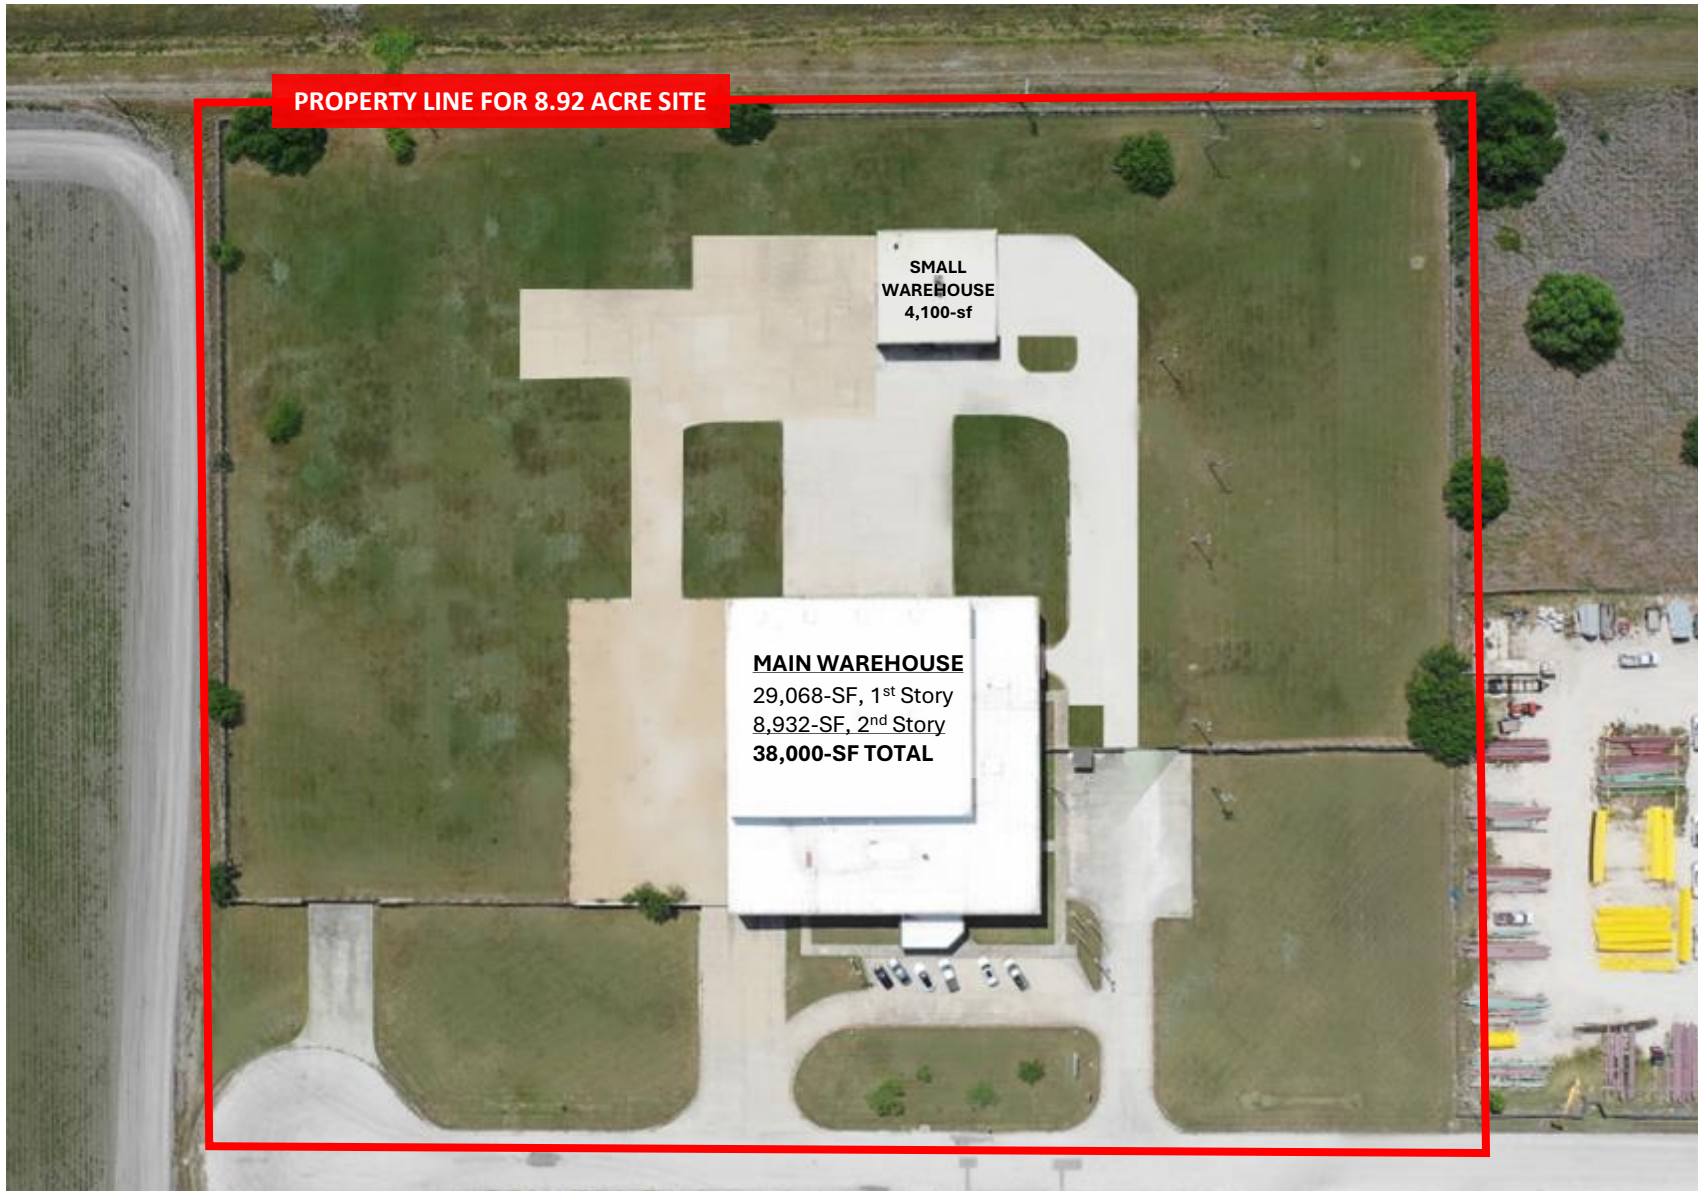 PROPERTY LINE FOR 8.92 ACRE SITE
SMALL
WAREHOUSE
4,100-sf
MAIN WAREHOUSE
29,068-SF, 1st Story
8,932-SF, 2nd Story
38,000-SF TOTAL